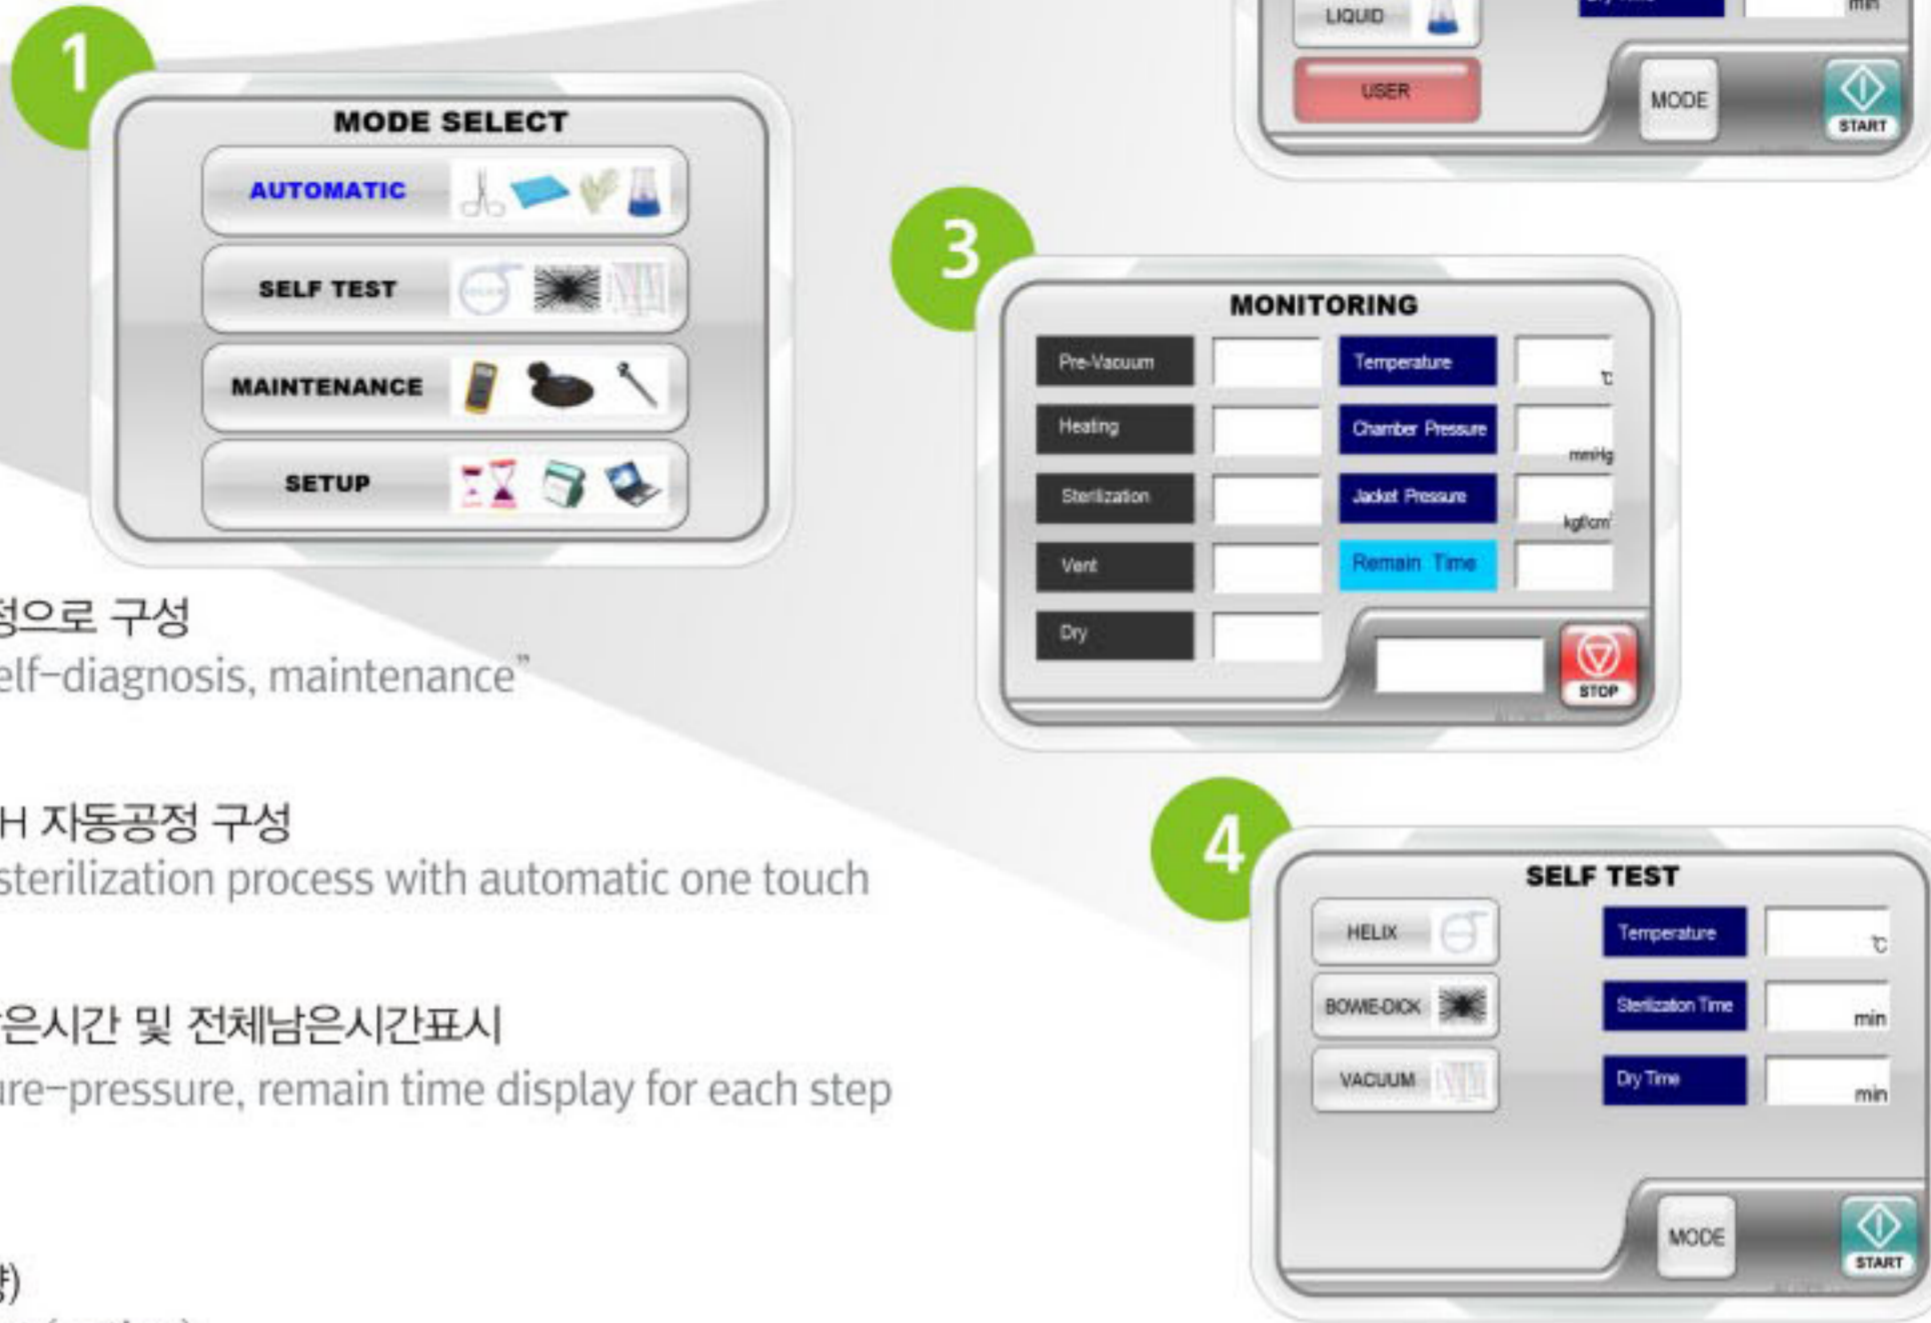 1
MODE SELECT
AUTOMATIC
SELF TEST
MAINTENANCE
SETUP
LIQUID
min
USER
MODE
START
3
MONITORING
Pre-Vacuum
Temperature
℃
Heating
Chamber Pressure
mmHg
Sterilization
Jacket Pressure
kgf/cm²
Vent
Remain Time
Dry
STOP
정으로 구성
elf-diagnosis, maintenance”
H 자동공정 구성
sterilization process with automatic one touch
은시간 및 전체남은시간표시
ure-pressure, remain time display for each step
4
SELF TEST
HELIX
Temperature
℃
BOWIE-DICK
Sterilization Time
min
VACUUM
Dry Time
min
MODE
START